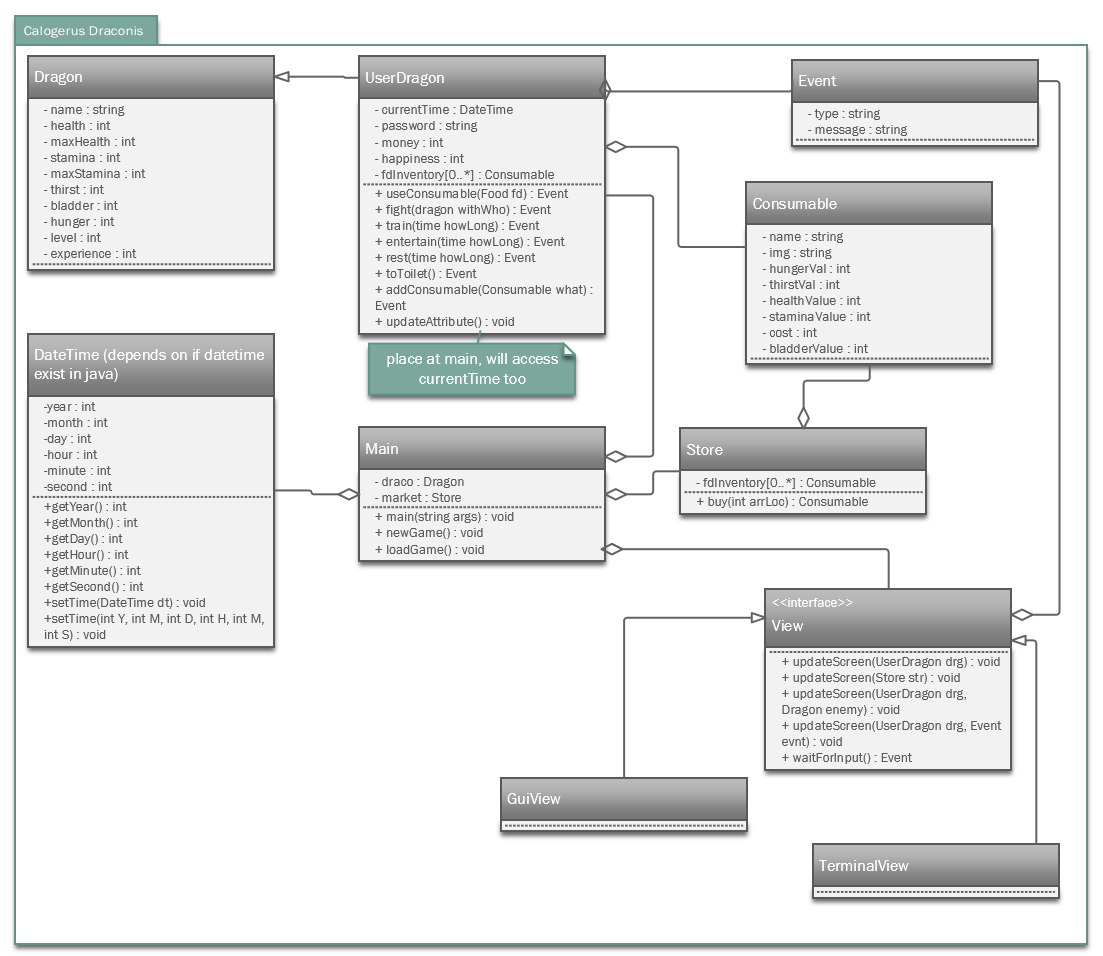 Calogerus Draconis
Dragon
- name : string
- health : int
- maxHealth : int
- stamina : int
- maxStamina : int
- thirst : int
- bladder : int
- hunger : int
- level : int
- experience : int
UserDragon
- currentTime : DateTime
- password : string
- money : int
- happiness : int
- fdInventory[0..*] : Consumable
+ useConsumable(Food fd) : Event
+ fight(dragon withWho) : Event
+ train(time howLong) : Event
+ entertain(time howLong) : Event
+ rest(time howLong) : Event
+ toToilet() : Event
+ addConsumable(Consumable what) :
Event
+ updateAttribute() : void
place at main, will access
currentTime too
Event
- type : string
- message : string
Consumable
- name : string
- img : string
- hungerVal : int
- thirstVal : int
- healthValue : int
- staminaValue : int
- cost : int
- bladderValue : int
DateTime (depends on if datetime
exist in java)
-year : int
-month : int
-day : int
-hour : int
-minute : int
-second : int
+getYear() : int
+getMonth() : int
+getDay() : int
+getHour() : int
+getMinute() : int
+getSecond() : int
+setTime(DateTime dt) : void
+setTime(int Y, int M, int D, int H, int M,
int S) : void
Main
- draco : Dragon
- market : Store
+ main(string args) : void
+ newGame() : void
+ loadGame() : void
Store
- fdInventory[0..*] : Consumable
+ buy(int arrLoc) : Consumable
<<interface>>
View
+ updateScreen(UserDragon drg) : void
+ updateScreen(Store str) : void
+ updateScreen(UserDragon drg,
Dragon enemy) : void
+ updateScreen(UserDragon drg, Event
evnt) : void
+ waitForInput() : Event
GuiView
TerminalView